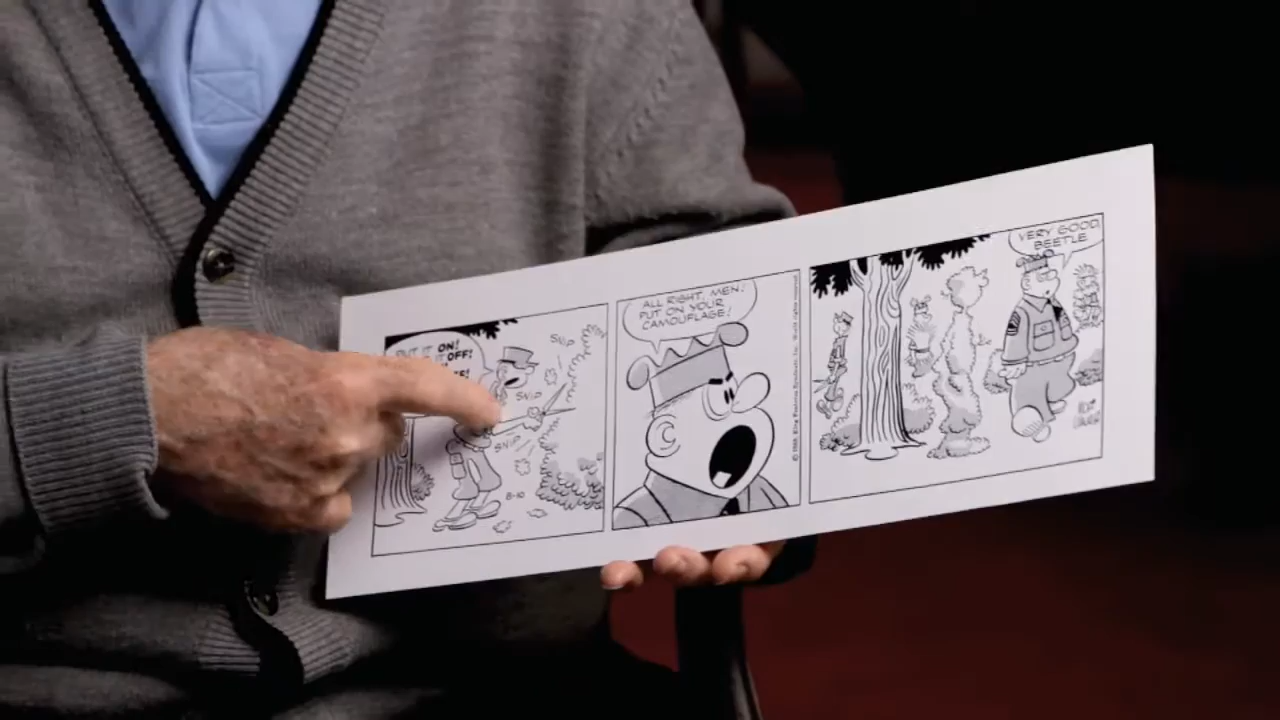 PUT IT ON!
IT OFF!
SNIP
SNIP
SNIP
8-10
ALL RIGHT, MEN!
PUT ON YOUR
CAMOUFLAGE!
VERY GOOD,
BEETLE